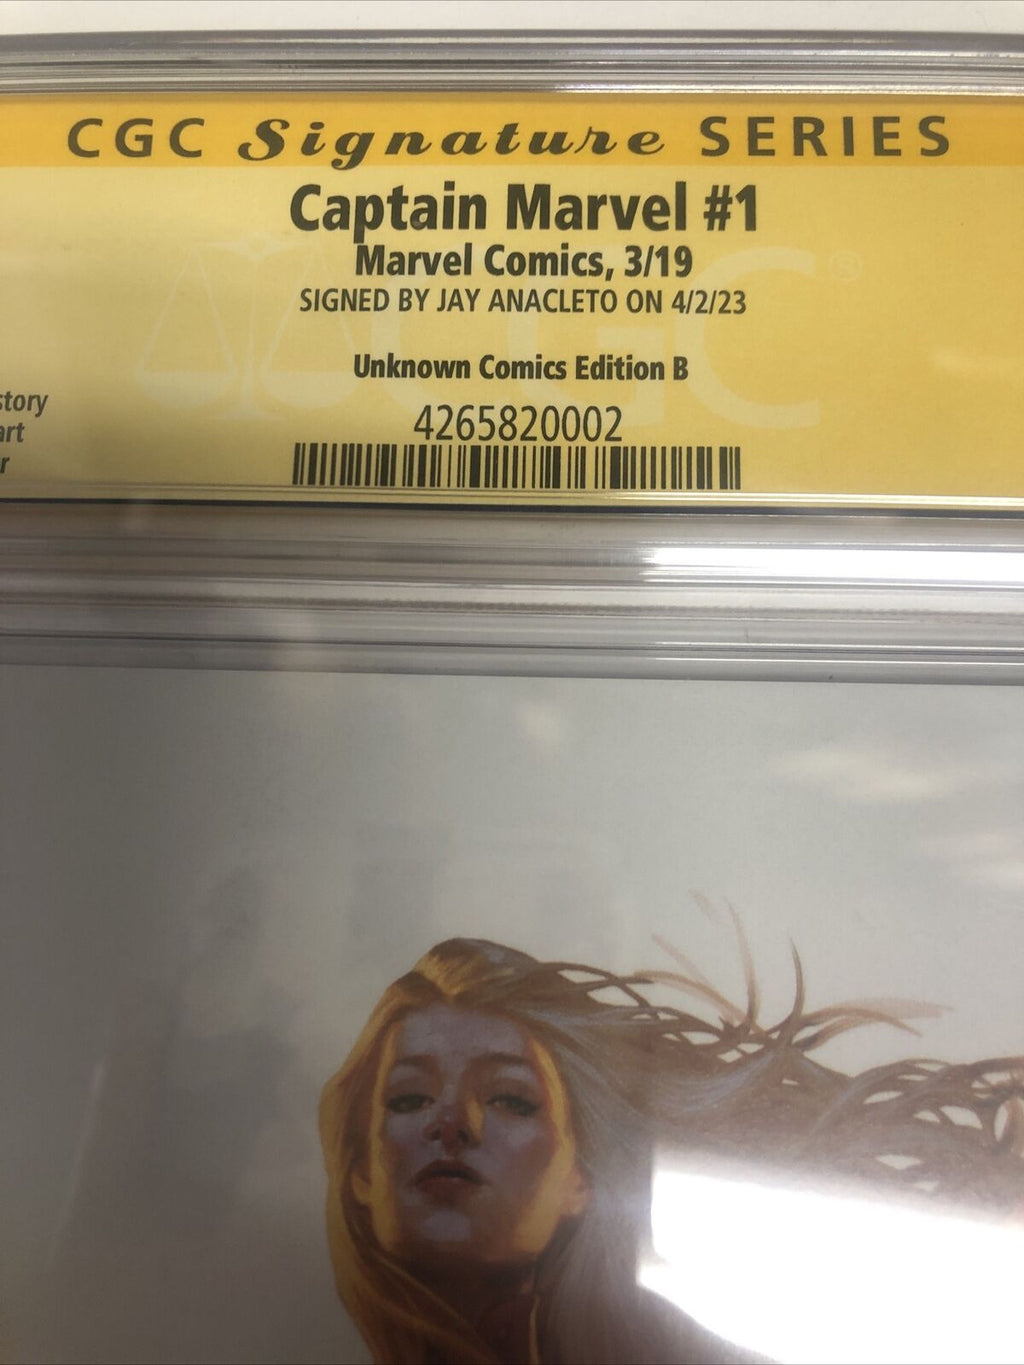 CGC Signature SERIES
Captain Marvel #1
Marvel Comics, 3/19
SIGNED BY JAY ANACLETO ON 4/2/23
Unknown Comics Edition B
story
art
r
4265820002
CGC ®